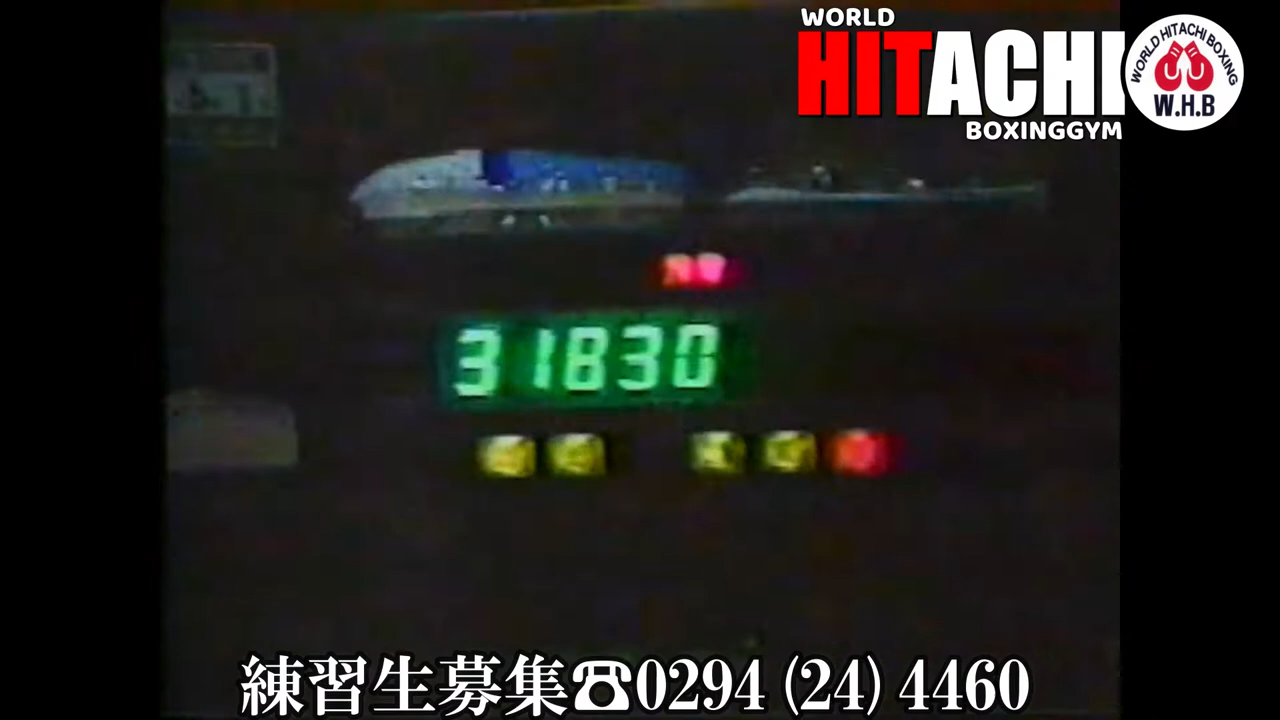 WORLD
HITACHI
BOXINGGYM
WORLD HITACHI BOXING
W.H.B
31830
練習生募集☎0294 (24) 4460